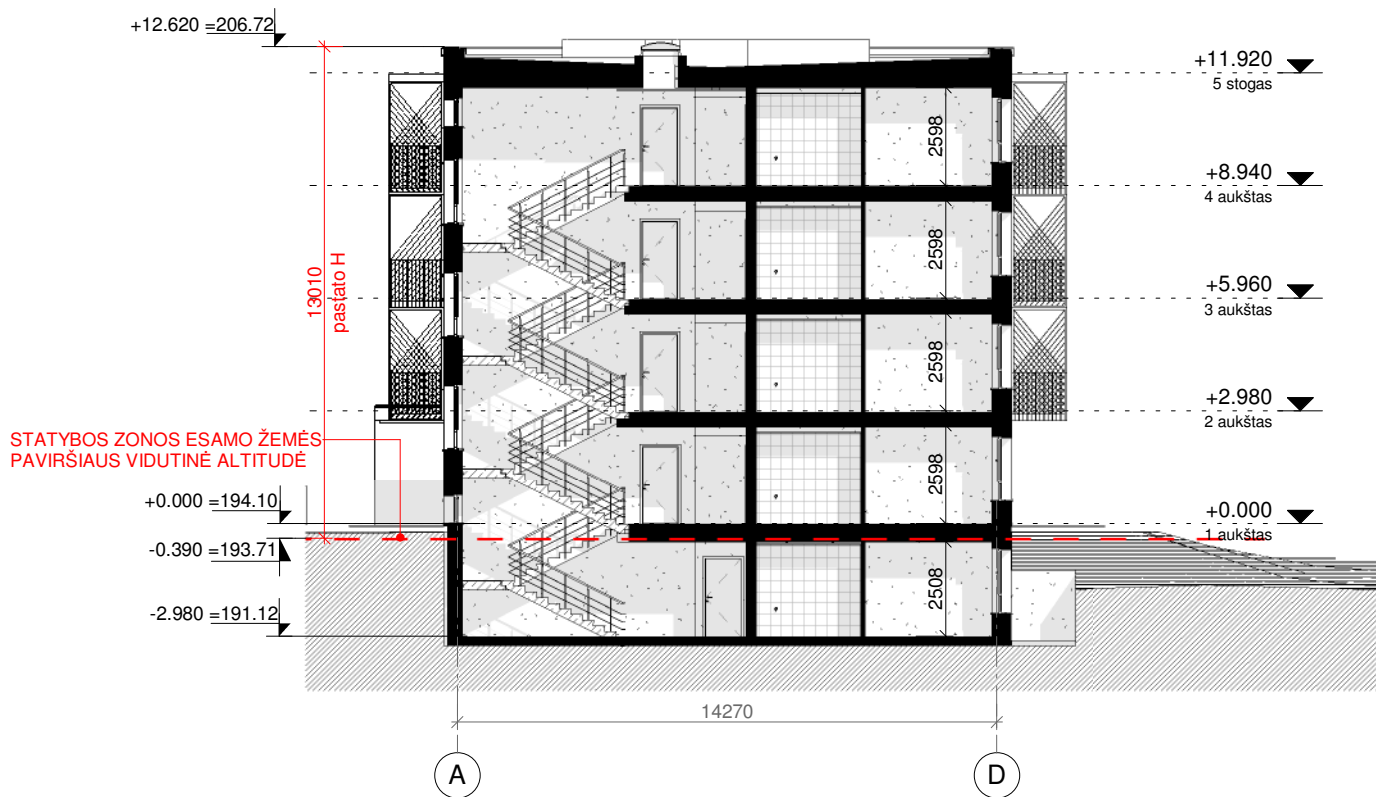 +12.620 =206.72
+11.920
5 stogas
2598
+8.940
4 aukštas
2598
13010
pastato H
+5.960
3 aukštas
2598
+2.980
2 aukštas
STATYBOS ZONOS ESAMO ŽEMĖS
PAVIRŠIAUS VIDUTINĖ ALTITUDĖ
2598
+0.000 =194.10
+0.000
1 aukštas
-0.390 =193.71
2508
-2.980 =191.12
14270
A
D